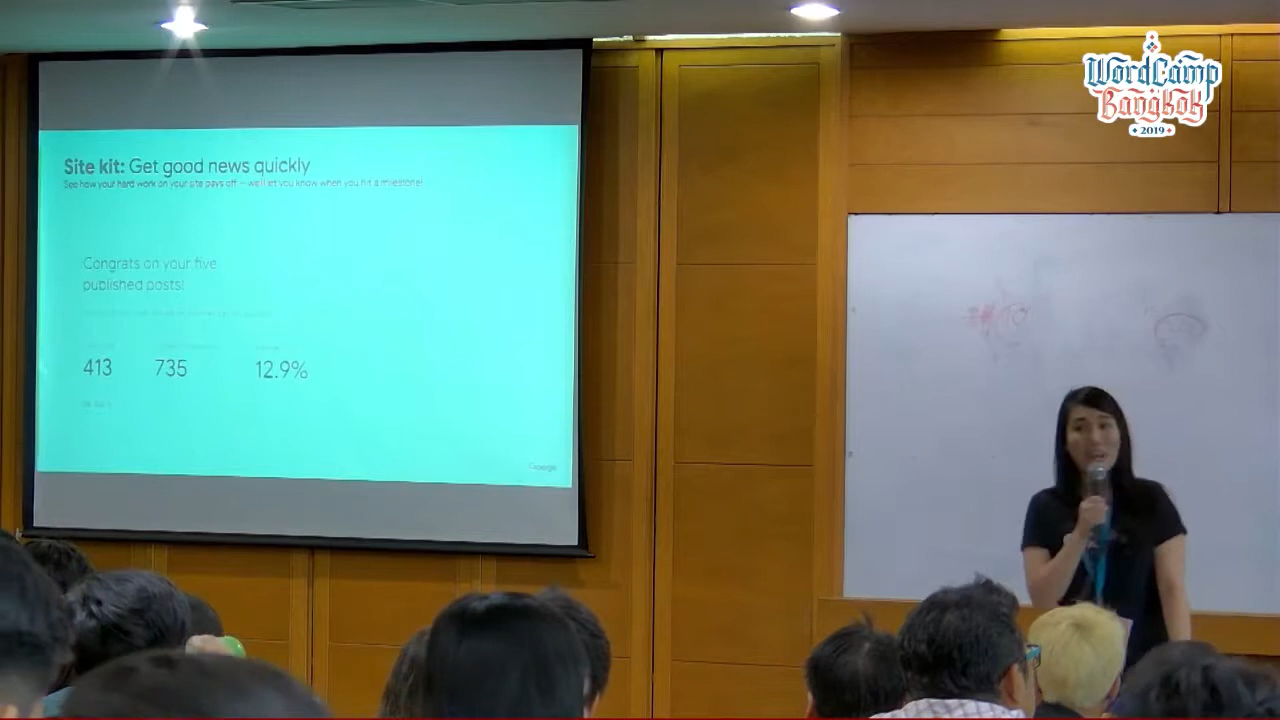 Site kit: Get good news quickly
See how your hard work on your site pays off — we'll let you know when you hit a milestone!
Congrats on your five
published posts!
413 735 12.9%
Google
WordCamp
Bangkok
2019